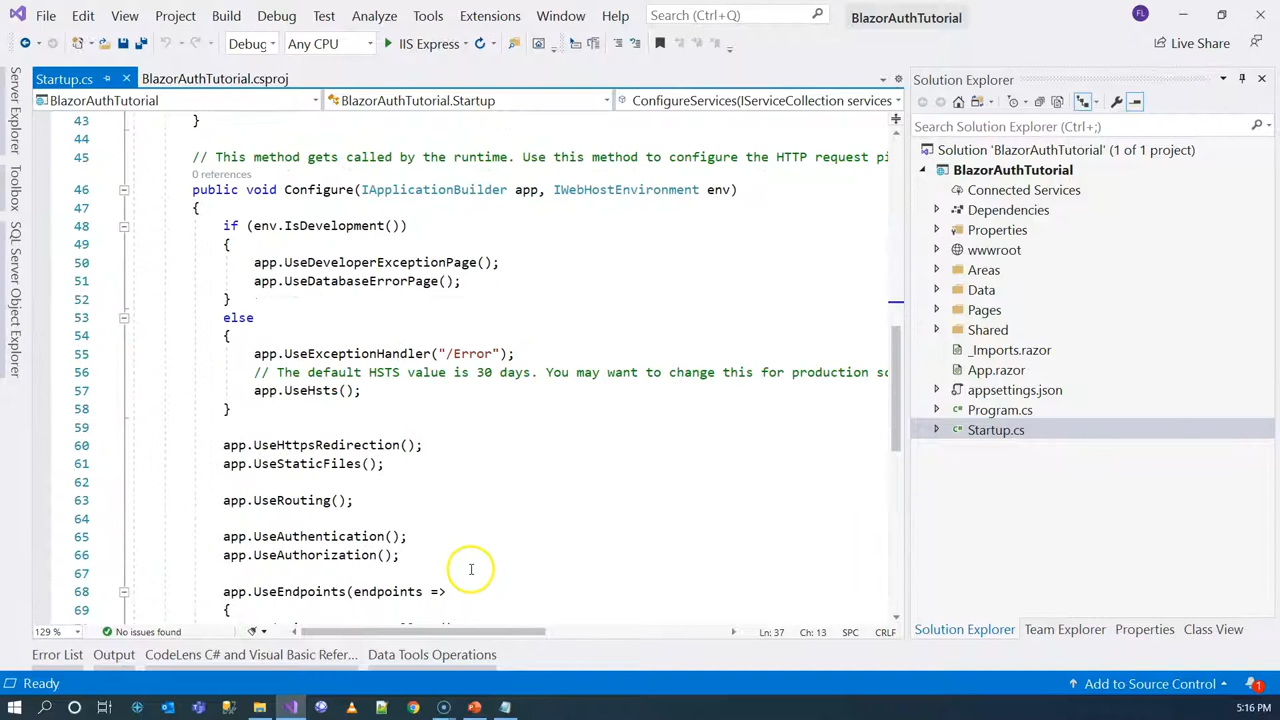 File Edit View Project Build Debug Test Analyze Tools Extensions Window Help Search (Ctrl+Q) BlazorAuthTutorial FL
Debug Any CPU IIS Express Live Share
Startup.cs BlazorAuthTutorial.csproj
BlazorAuthTutorial BlazorAuthTutorial.Startup ConfigureServices(IServiceCollection services
43 }
44
45 // This method gets called by the runtime. Use this method to configure the HTTP request pi
0 references
46 public void Configure(IApplicationBuilder app, IWebHostEnvironment env)
47 {
48 if (env.IsDevelopment())
49 {
50 app.UseDeveloperExceptionPage();
51 app.UseDatabaseErrorPage();
52 }
53 else
54 {
55 app.UseExceptionHandler("/Error");
56 // The default HSTS value is 30 days. You may want to change this for production sc
57 app.UseHsts();
58 }
59
60 app.UseHttpsRedirection();
61 app.UseStaticFiles();
62
63 app.UseRouting();
64
65 app.UseAuthentication();
66 app.UseAuthorization();
67
68 app.UseEndpoints(endpoints =>
69 {
129 % No issues found Ln: 37 Ch: 13 SPC CRLF
Server Explorer
Toolbox
SQL Server Object Explorer
Solution Explorer
Search Solution Explorer (Ctrl+;)
Solution 'BlazorAuthTutorial' (1 of 1 project)
BlazorAuthTutorial
Connected Services
Dependencies
Properties
wwwroot
Areas
Data
Pages
Shared
_Imports.razor
App.razor
appsettings.json
C# Program.cs
C# Startup.cs
Solution Explorer Team Explorer Properties Class View
Error List Output CodeLens C# and Visual Basic Refer... Data Tools Operations
Ready Add to Source Control 1
5:16 PM